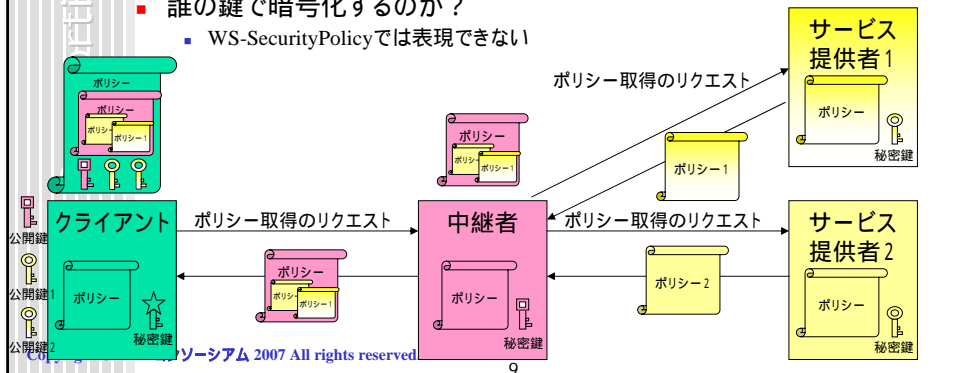 誰の鍵で暗号化するのか？
WS-SecurityPolicyでは表現できない
サービス
提供者1
ポリシー
秘密鍵
ポリシー取得のリクエスト
ポリシー1
ポリシー
ポリシー
ポリシー1
ポリシー
ポリシー1
公開鍵
公開鍵1
公開鍵2
クライアント
ポリシー
秘密鍵
ポリシー取得のリクエスト
ポリシー
ポリシー1
中継者
ポリシー
秘密鍵
ポリシー取得のリクエスト
ポリシー2
サービス
提供者2
ポリシー
秘密鍵
ソーシアム 2007 All rights reserved
9